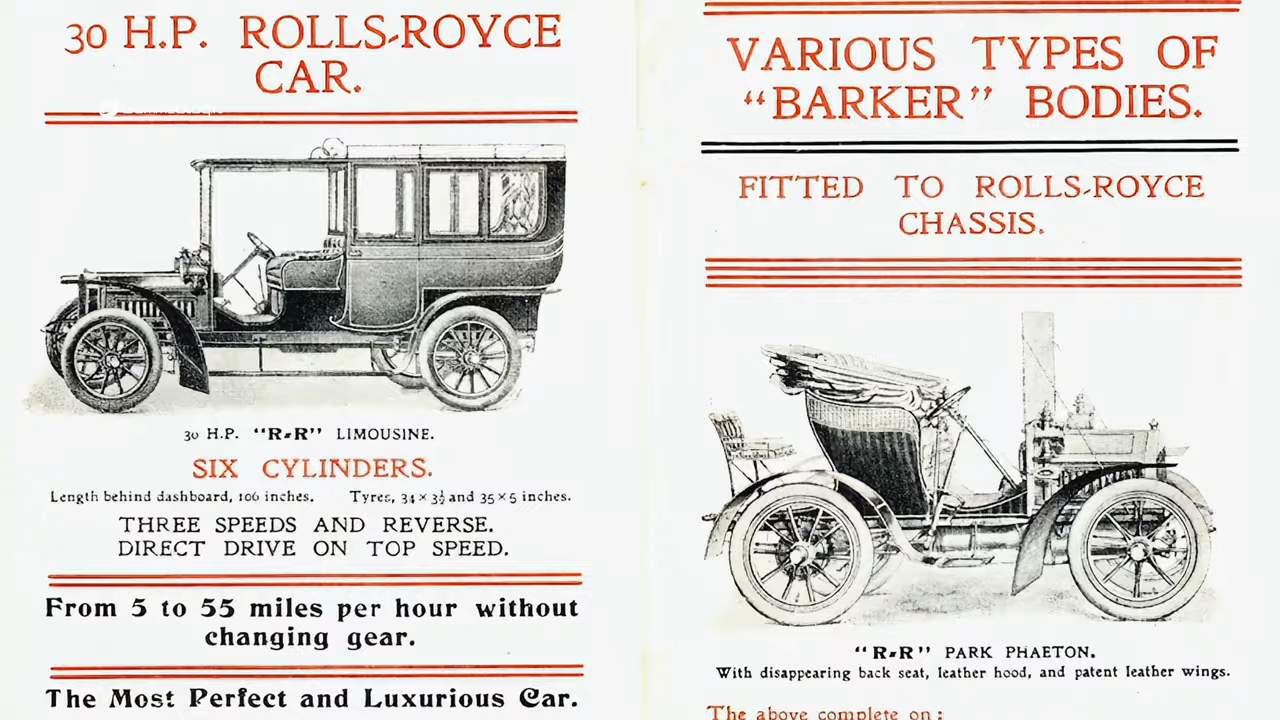 30 H.P. ROLLS-ROYCE
CAR.
30 H.P. "R-R" LIMOUSINE.
SIX CYLINDERS.
Length behind dashboard, 106 inches. Tyres, 34 × 3½ and 35 × 5 inches.
THREE SPEEDS AND REVERSE.
DIRECT DRIVE ON TOP SPEED.
From 5 to 55 miles per hour without
changing gear.
The Most Perfect and Luxurious Car.
VARIOUS TYPES OF
"BARKER" BODIES.
FITTED TO ROLLS-ROYCE
CHASSIS.
"R-R" PARK PHAETON.
With disappearing back seat, leather hood, and patent leather wings.
The above complete on: